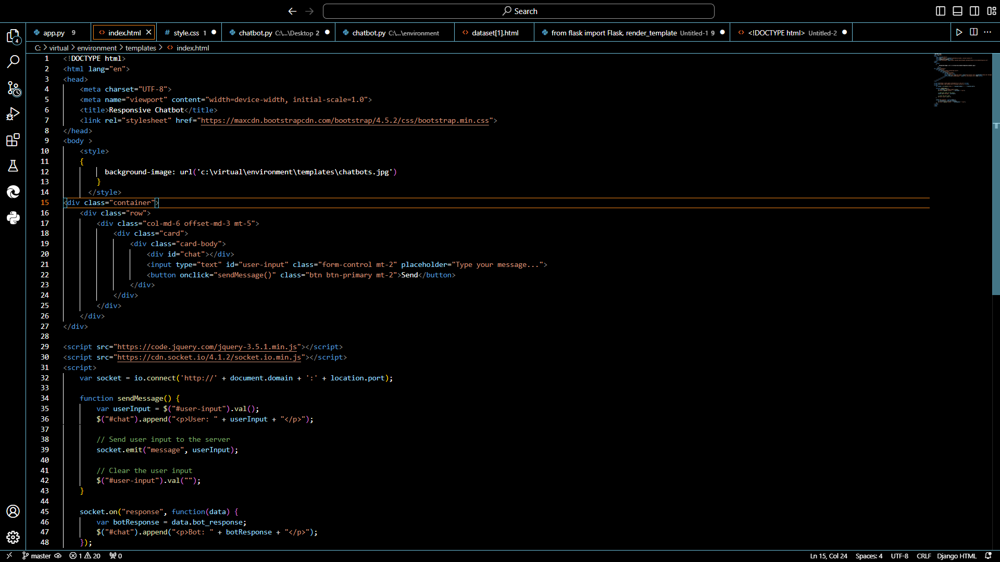 Search
app.py 9
index.html
style.css 1
chatbot.py C:\...\Desktop 2
chatbot.py C:\...\environment
dataset[1].html
from flask import Flask, render_template Untitled-1 9
<!DOCTYPE html> Untitled-2
C: > virtual > environment > templates > index.html
4
1 <!DOCTYPE html>
2 <html lang="en">
3 <head>
4     <meta charset="UTF-8">
5     <meta name="viewport" content="width=device-width, initial-scale=1.0">
6     <title>Responsive Chatbot</title>
7     <link rel="stylesheet" href="https://maxcdn.bootstrapcdn.com/bootstrap/4.5.2/css/bootstrap.min.css">
8 </head>
9 <body >
10     <style>
11     {
12           background-image: url('c:\virtual\environment\templates\chatbots.jpg')
13         }
14       </style>
15 <div class="container">
16     <div class="row">
17         <div class="col-md-6 offset-md-3 mt-5">
18             <div class="card">
19                 <div class="card-body">
20                     <div id="chat"></div>
21                     <input type="text" id="user-input" class="form-control mt-2" placeholder="Type your message...">
22                     <button onclick="sendMessage()" class="btn btn-primary mt-2">Send</button>
23                 </div>
24             </div>
25         </div>
26     </div>
27 </div>
28
29 <script src="https://code.jquery.com/jquery-3.5.1.min.js"></script>
30 <script src="https://cdn.socket.io/4.1.2/socket.io.min.js"></script>
31 <script>
32     var socket = io.connect('http://' + document.domain + ':' + location.port);
33
34     function sendMessage() {
35         var userInput = $("#user-input").val();
36         $("#chat").append("<p>User: " + userInput + "</p>");
37
38         // Send user input to the server
39         socket.emit("message", userInput);
40
41         // Clear the user input
42         $("#user-input").val("");
43     }
44
45     socket.on("response", function(data) {
46         var botResponse = data.bot_response;
47         $("#chat").append("<p>Bot: " + botResponse + "</p>");
48     });
master 1 20 0 Ln 15, Col 24 Spaces: 4 UTF-8 CRLF Django HTML